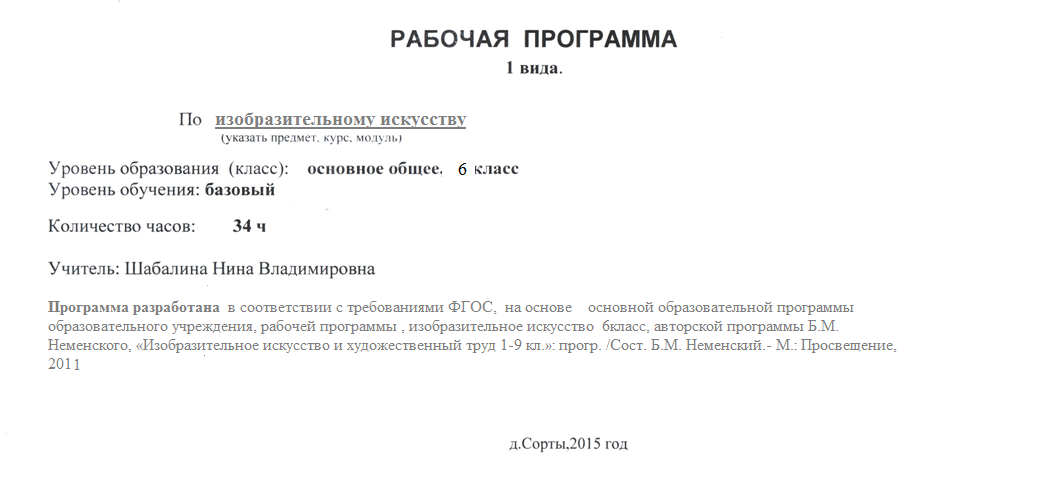 РАБОЧАЯ ПРОГРАММА
1 вида.
По изобразительному искусству
(указать предмет, курс, модуль)
Уровень образования (класс): основное общее, 6 класс
Уровень обучения: базовый
Количество часов: 34 ч
Учитель: Шабалина Нина Владимировна
Программа разработана в соответствии с требованиями ФГОС, на основе основной образовательной программы
образовательного учреждения, рабочей программы , изобразительное искусство 6класс, авторской программы Б.М.
Неменского, «Изобразительное искусство и художественный труд 1-9 кл.»: прогр. /Сост. Б.М. Неменский.- М.: Просвещение,
2011
д.Сорты,2015 год